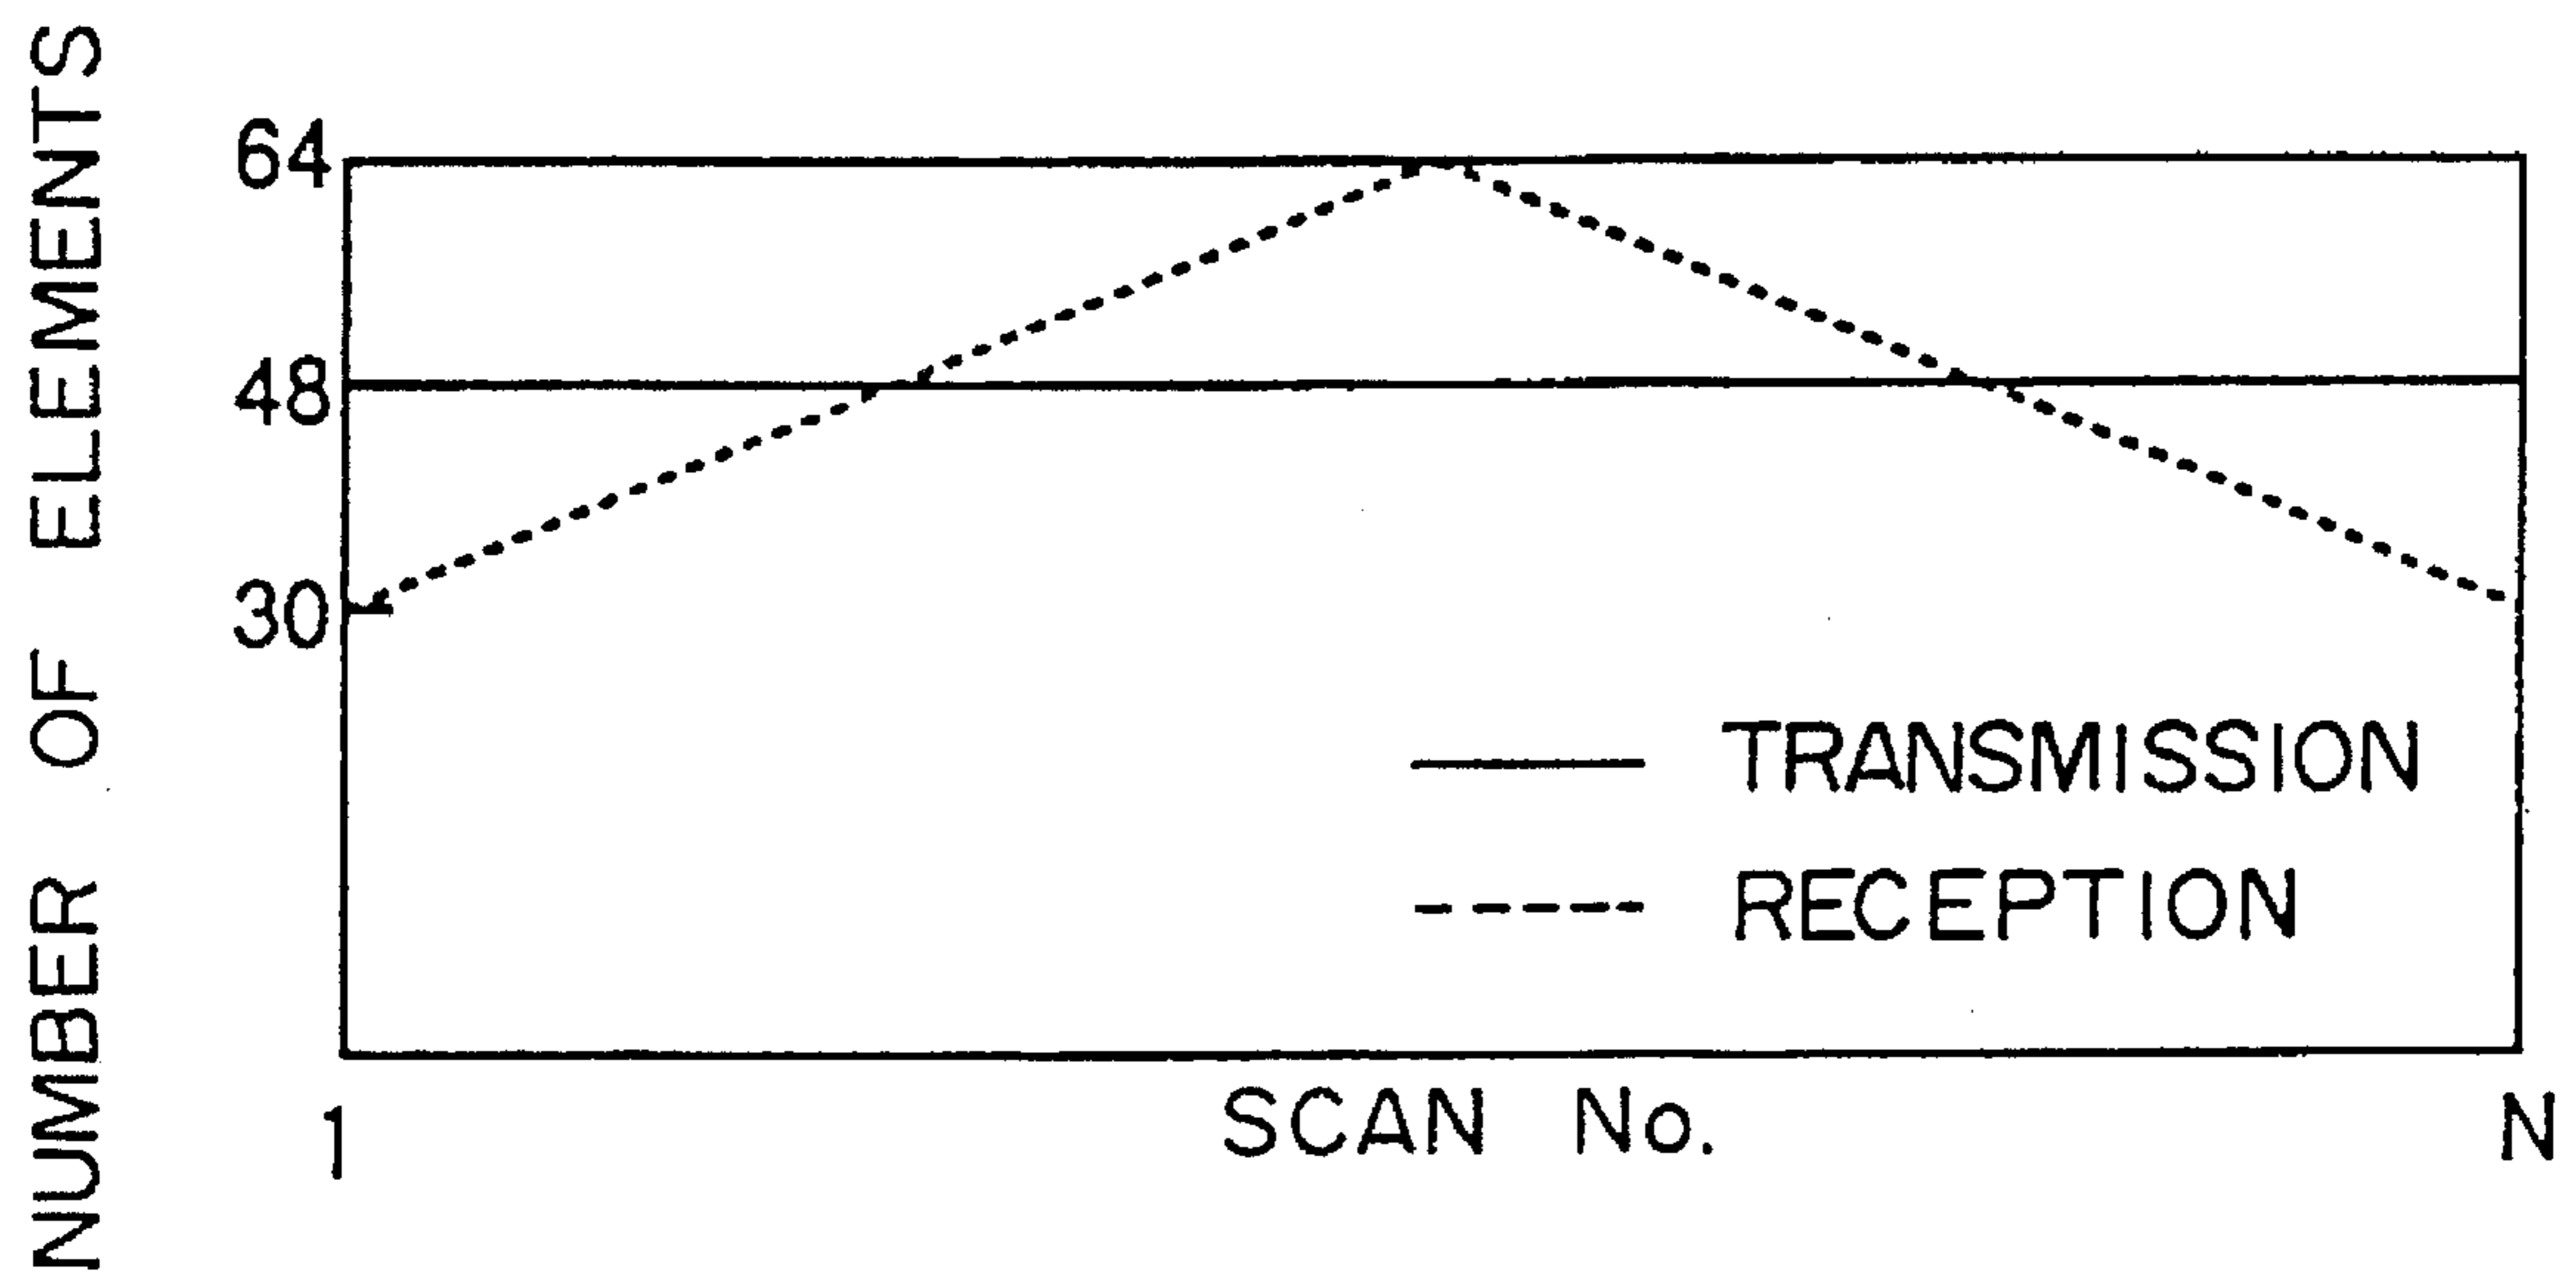 NUMBER OF ELEMENTS
64
48
30
TRANSMISSION
RECEPTION
1
SCAN No.
N